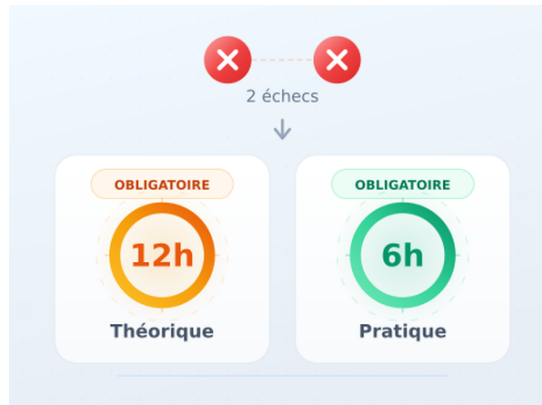 2 échecs
OBLIGATOIRE
12h
Théorique
OBLIGATOIRE
6h
Pratique